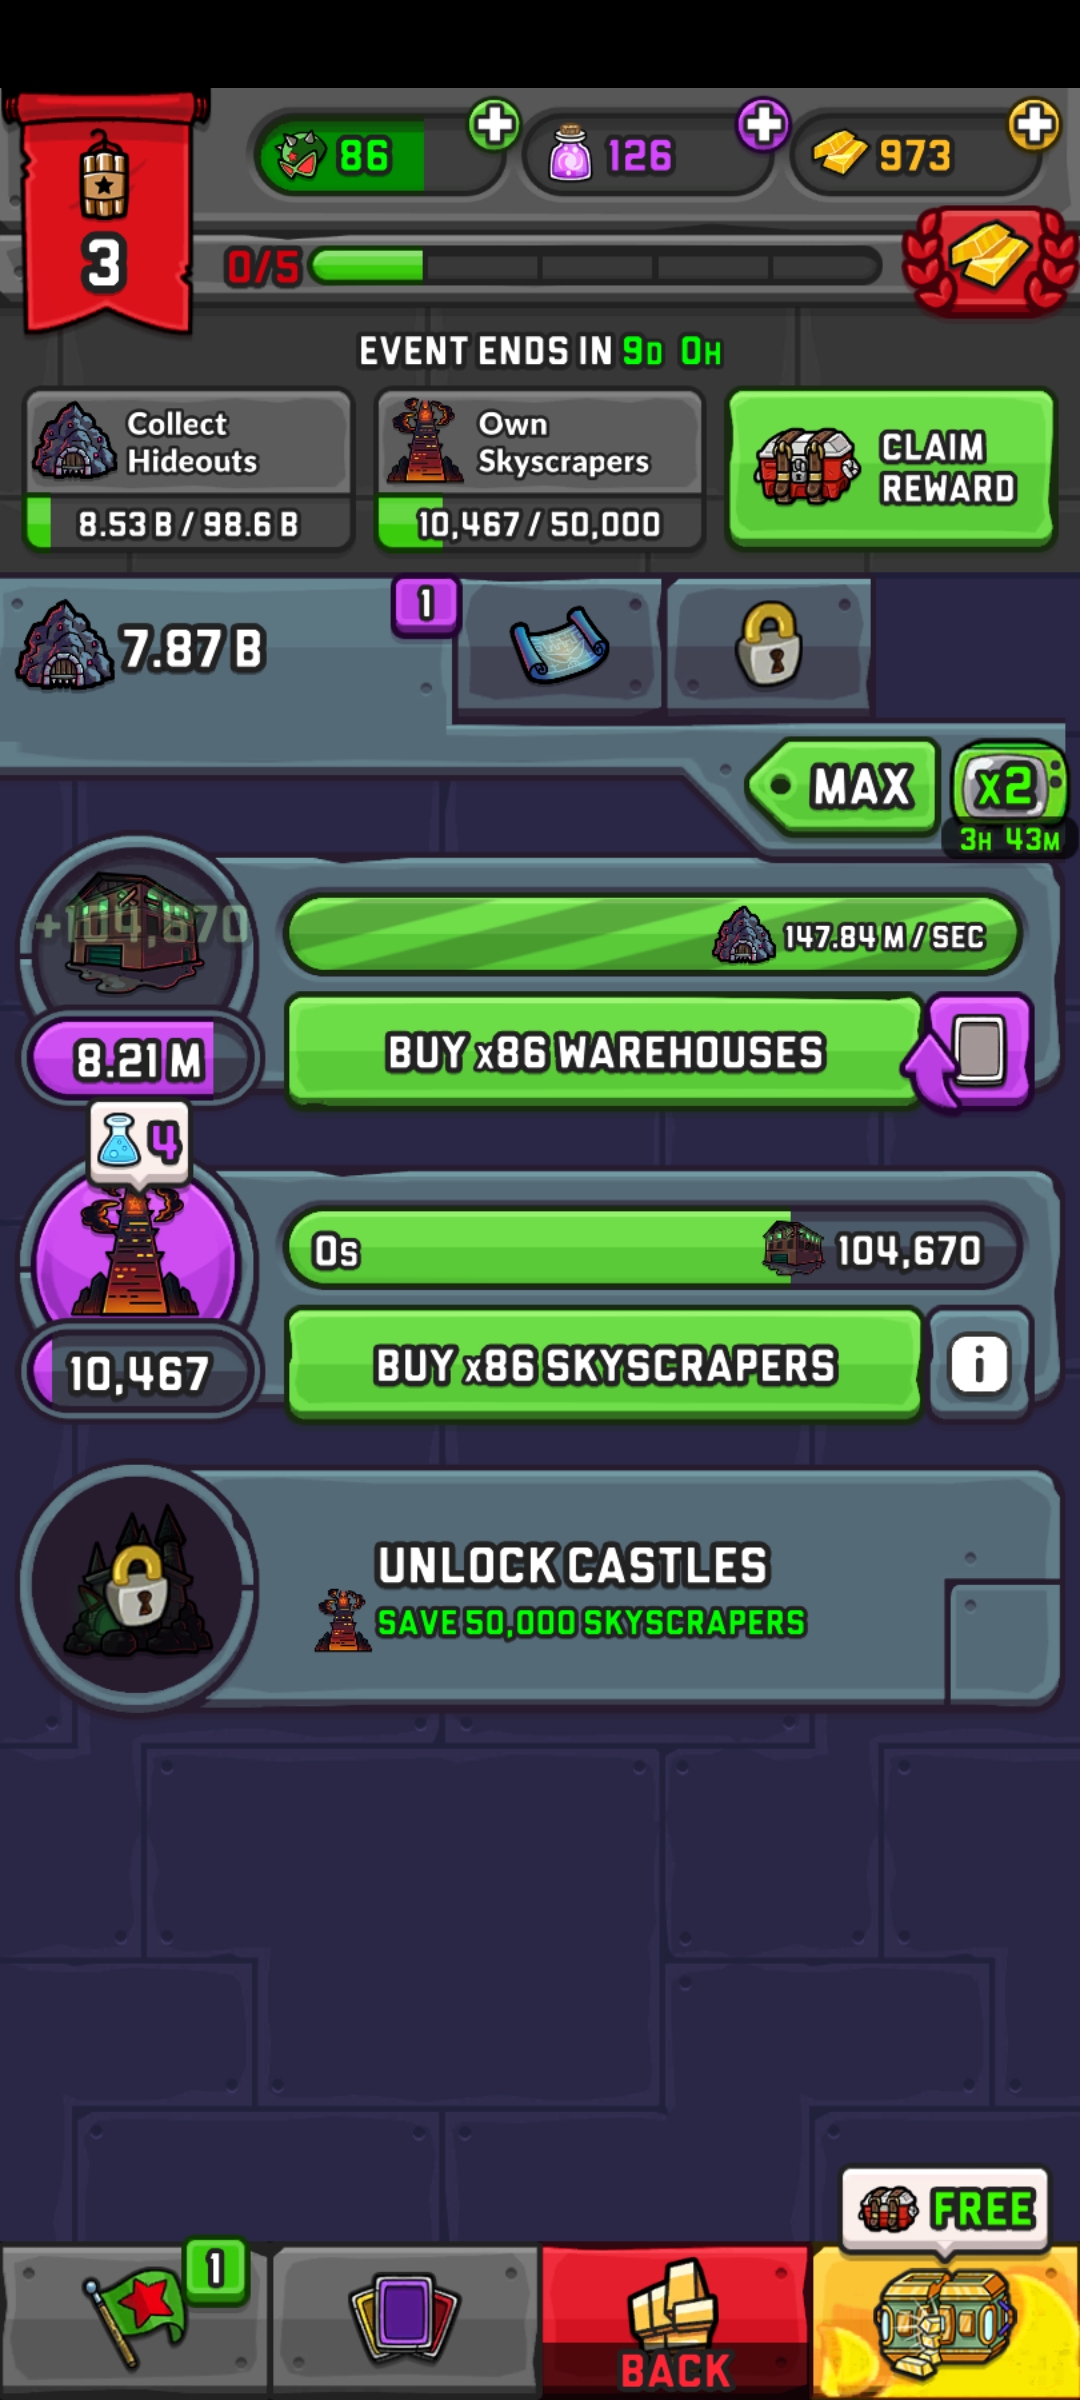 86
126
973
3
0/5
EVENT ENDS IN 9D 0H
Collect
Hideouts
8.53 B / 98.6 B
Own
Skyscrapers
10,467 / 50,000
CLAIM
REWARD
7.87 B
1
MAX
x2
3H 43M
+104,670
147.84 M / SEC
8.21 M
BUY x86 WAREHOUSES
4
0s
104,670
10,467
BUY x86 SKYSCRAPERS
i
UNLOCK CASTLES
SAVE 50,000 SKYSCRAPERS
FREE
1
BACK